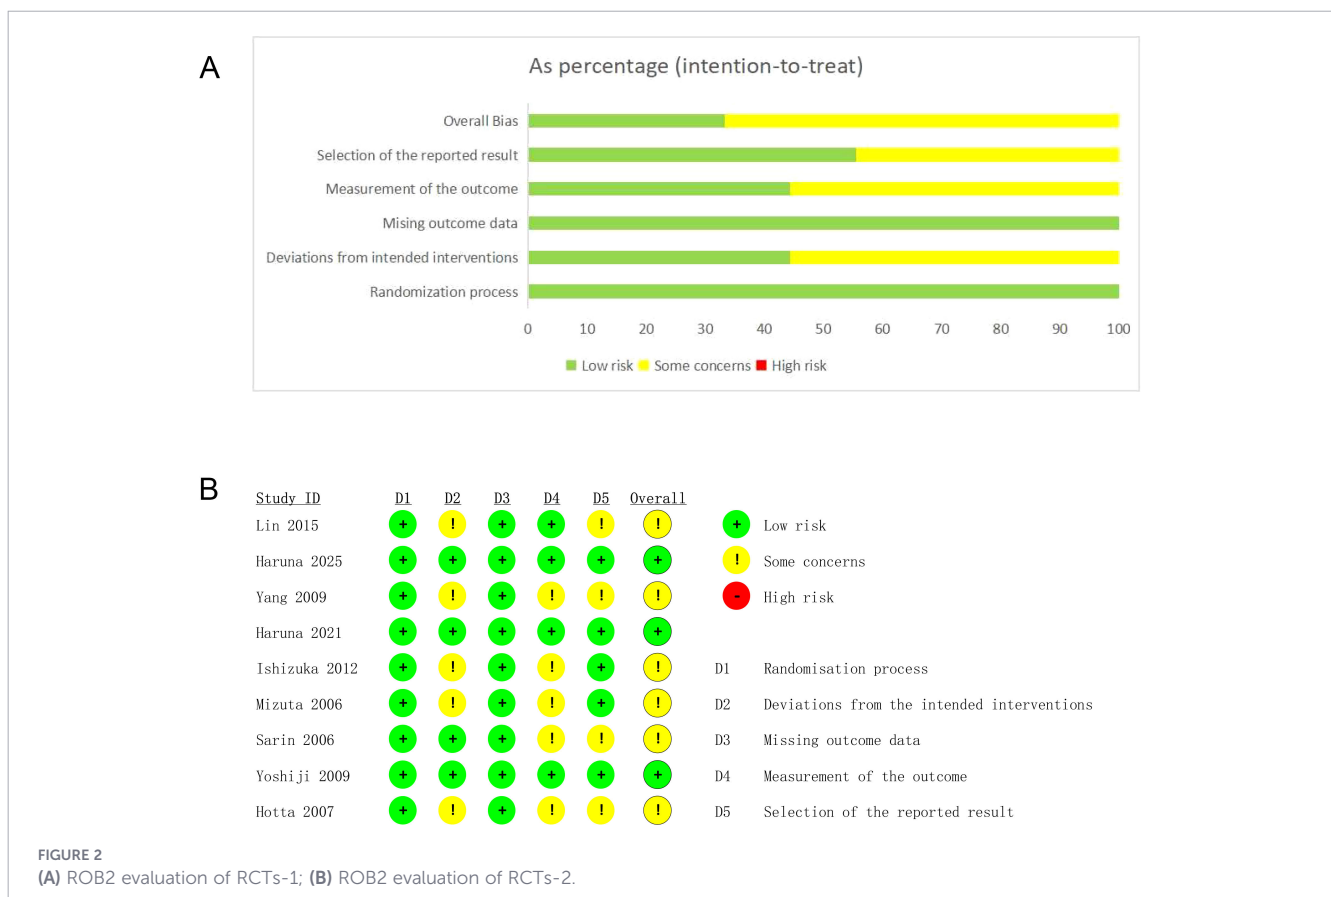 A
As percentage (intention-to-treat)
Overall Bias
Selection of the reported result
Measurement of the outcome
Mising outcome data
Deviations from intended interventions
Randomization process
0 10 20 30 40 50 60 70 80 90 100
Low risk Some concerns High risk
B
Study ID D1 D2 D3 D4 D5 Overall
Lin 2015 + ! + + ! ! + Low risk
Haruna 2025 + + + + + + ! Some concerns
Yang 2009 + ! + ! ! ! - High risk
Haruna 2021 + + + + + +
Ishizuka 2012 + ! + ! + ! D1 Randomisation process
Mizuta 2006 + ! + ! + ! D2 Deviations from the intended interventions
Sarin 2006 + + + ! ! ! D3 Missing outcome data
Yoshiji 2009 + + + + + + D4 Measurement of the outcome
Hotta 2007 + ! + ! ! ! D5 Selection of the reported result
FIGURE 2
(A) ROB2 evaluation of RCTs-1; (B) ROB2 evaluation of RCTs-2.